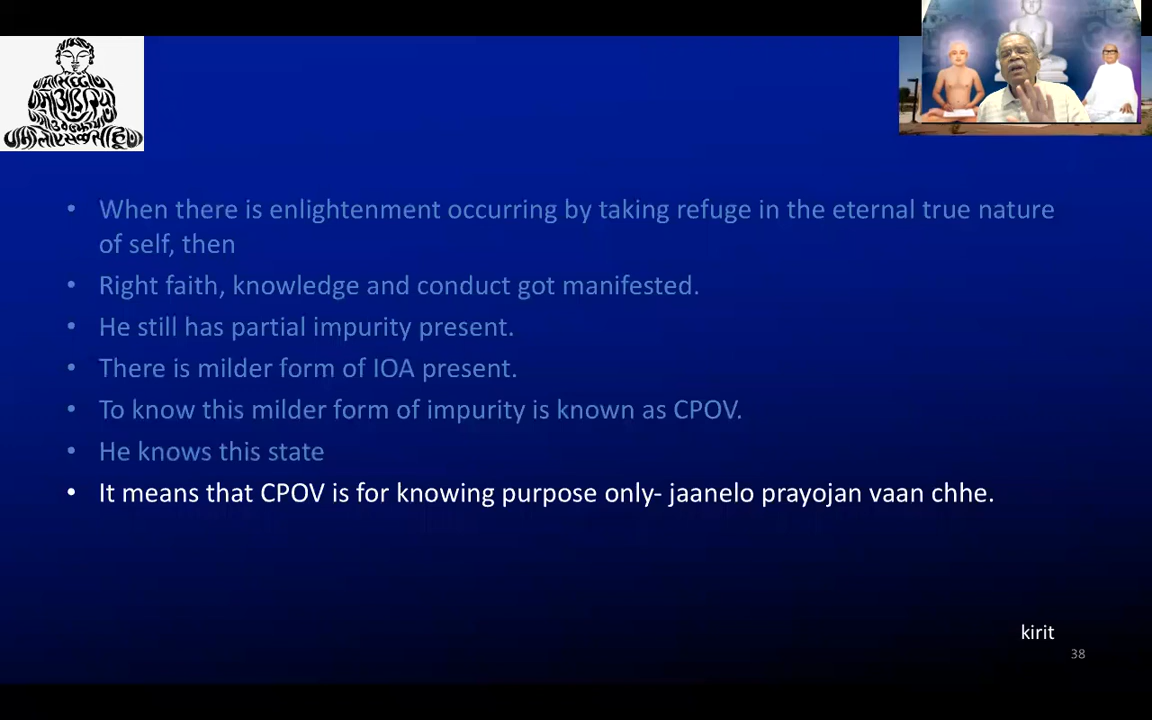 • When there is enlightenment occurring by taking refuge in the eternal true nature
of self, then
• Right faith, knowledge and conduct got manifested.
• He still has partial impurity present.
• There is milder form of IOA present.
• To know this milder form of impurity is known as CPOV.
• He knows this state
• It means that CPOV is for knowing purpose only- jaanelo prayojan vaan chhe.
kirit
38